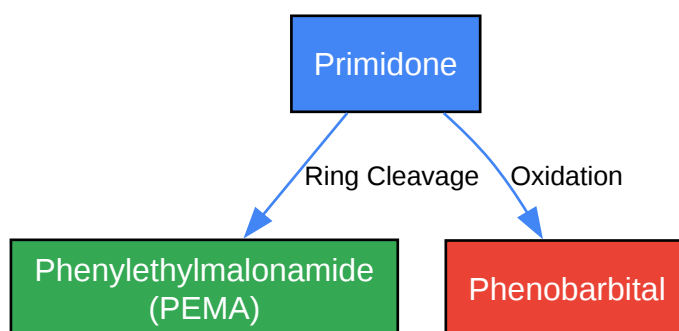 Primidone
Ring Cleavage
Oxidation
Phenylethylmalonamide
(PEMA)
Phenobarbital